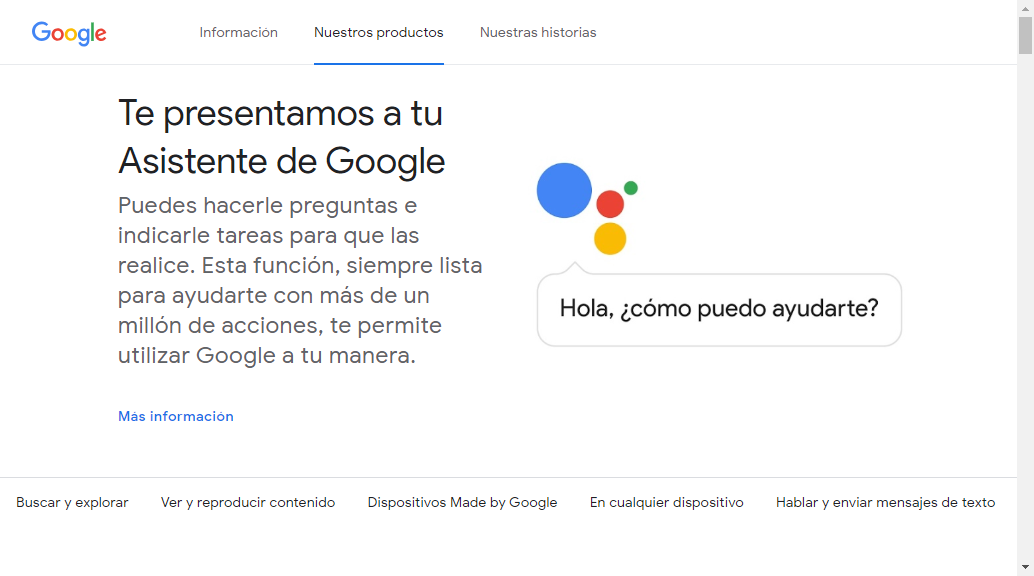 Google
Información
Nuestros productos
Nuestras historias
Te presentamos a tu
Asistente de Google
Puedes hacerle preguntas e
indicarle tareas para que las
realice. Esta función, siempre lista
para ayudarte con más de un
millón de acciones, te permite
utilizar Google a tu manera.
Más información
Hola, ¿cómo puedo ayudarte?
Buscar y explorar
Ver y reproducir contenido
Dispositivos Made by Google
En cualquier dispositivo
Hablar y enviar mensajes de texto